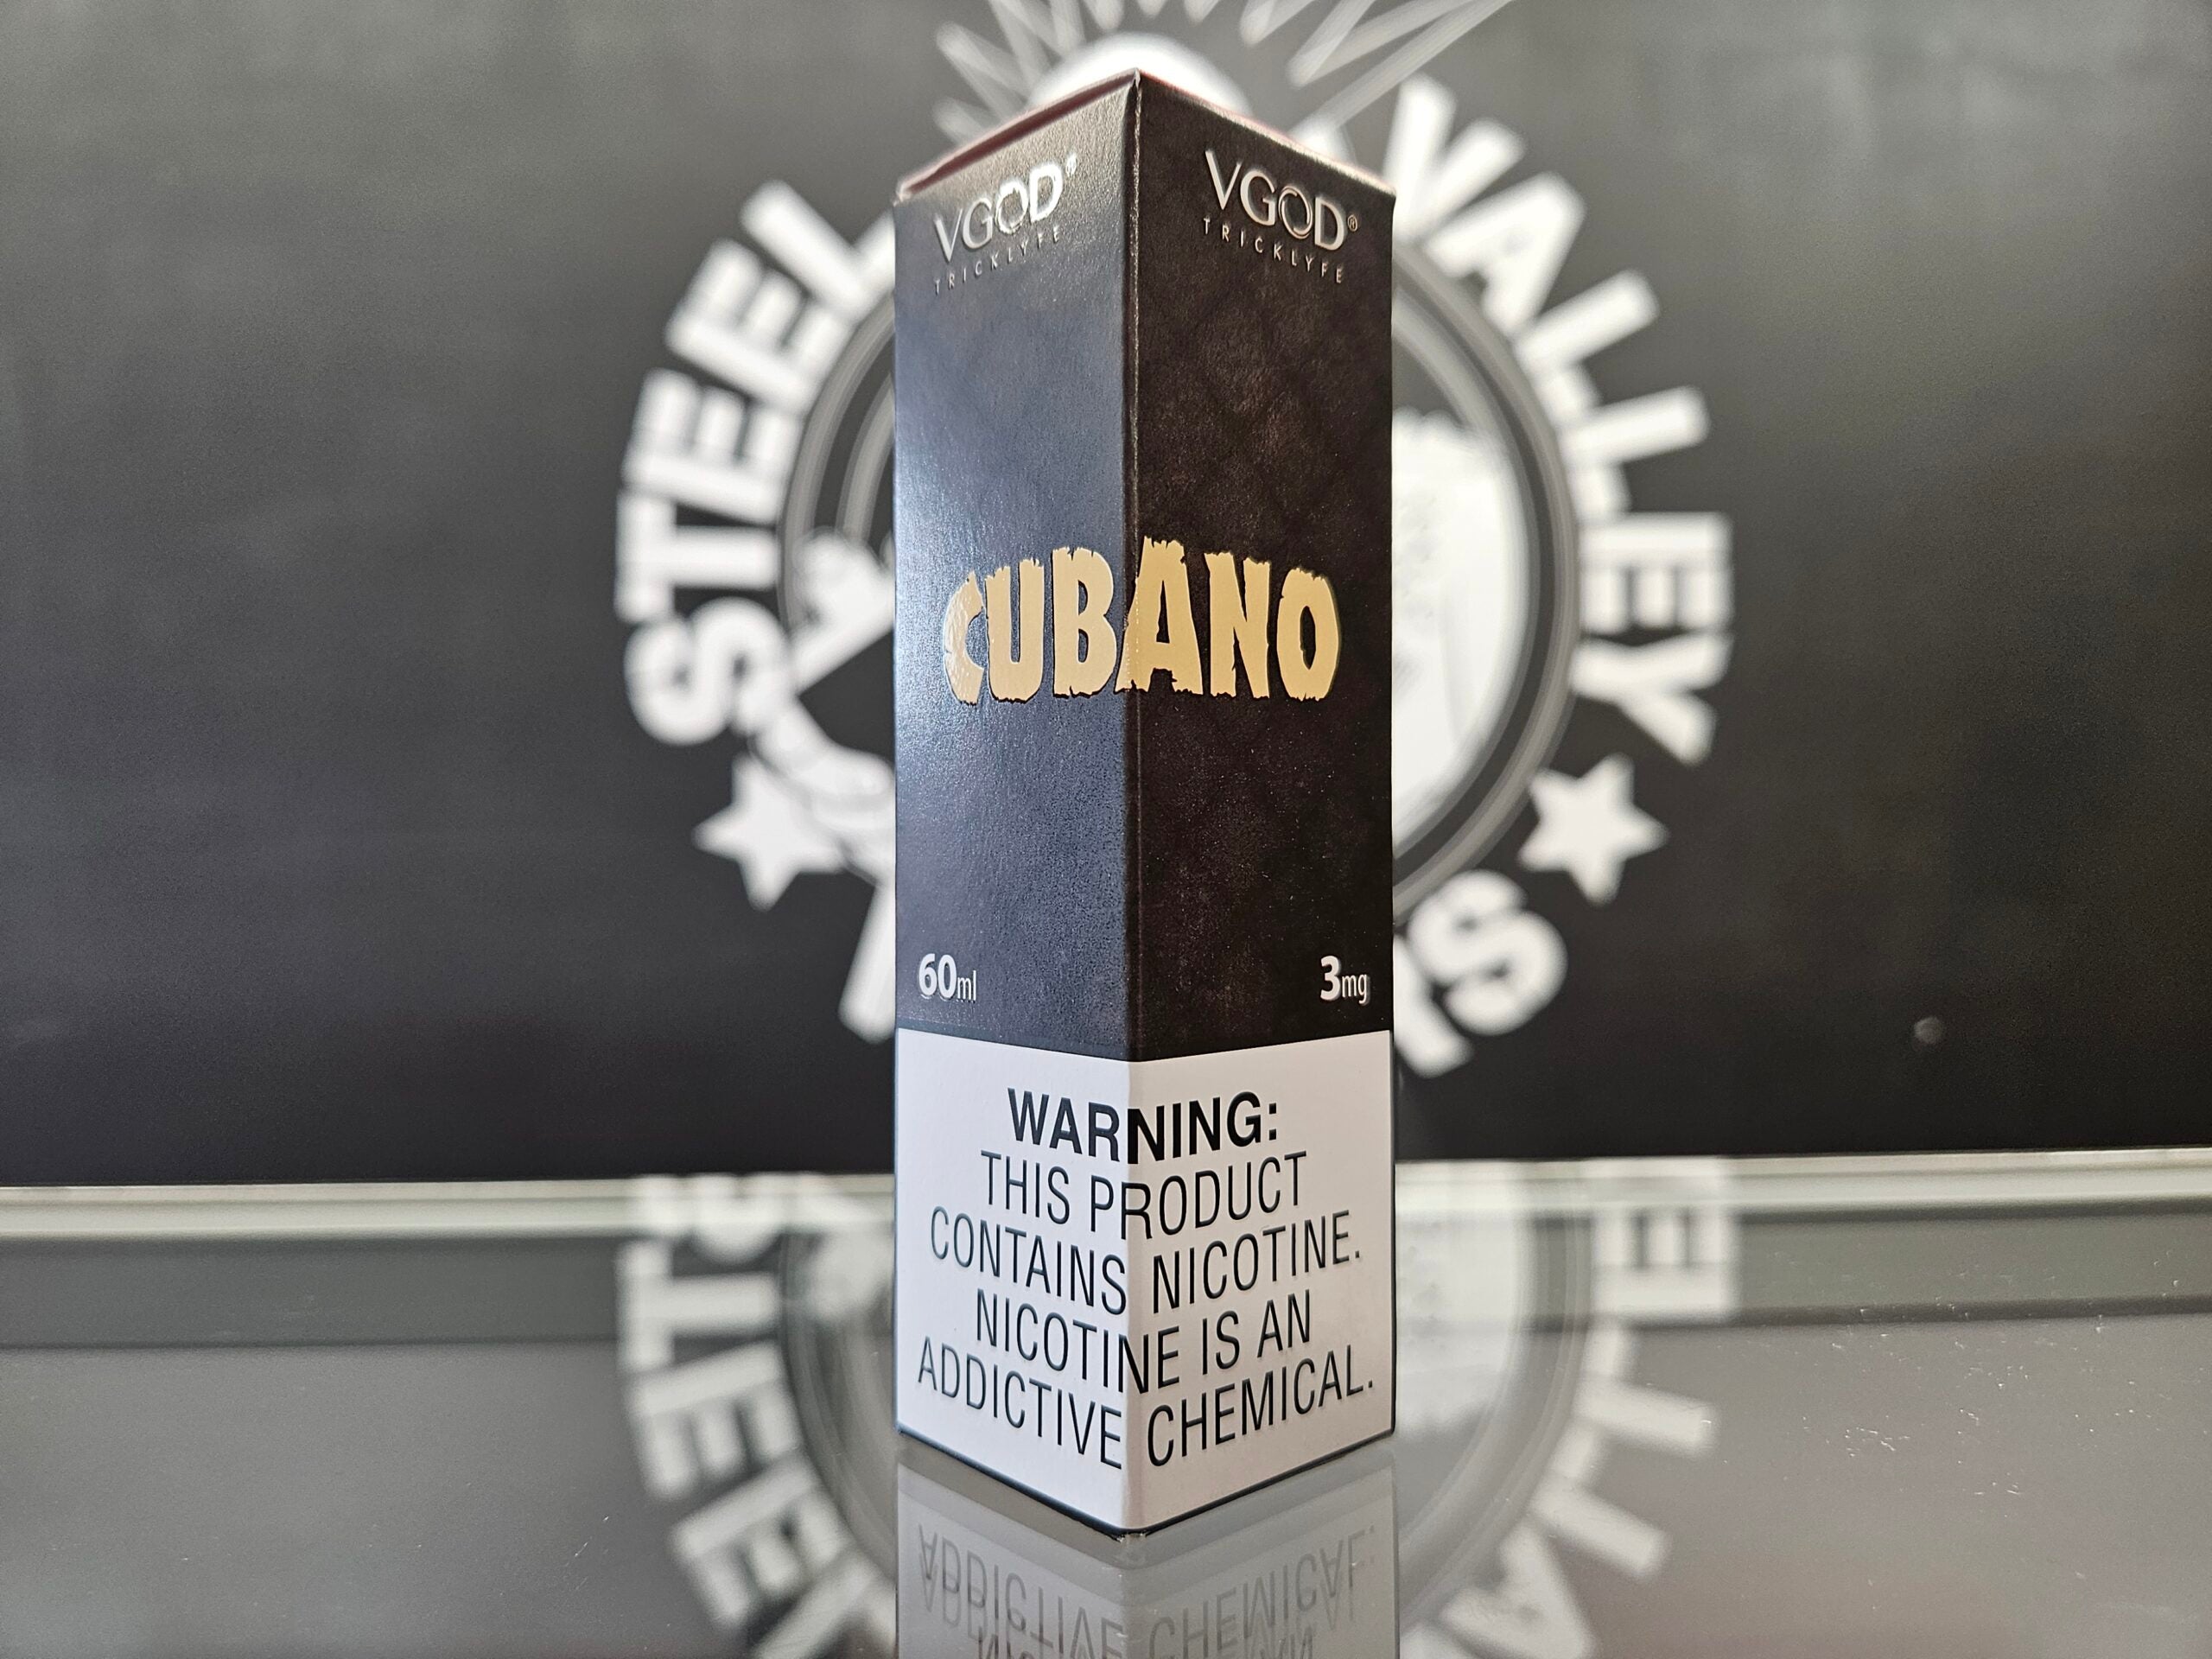 VGOD®
TRICKLYFE
VGOD®
TRICKLYFE
CUBANO
60ml
3mg
WARNING:
THIS PRODUCT
CONTAINS NICOTINE.
NICOTINE IS AN
ADDICTIVE CHEMICAL.
STEEL VALLEY